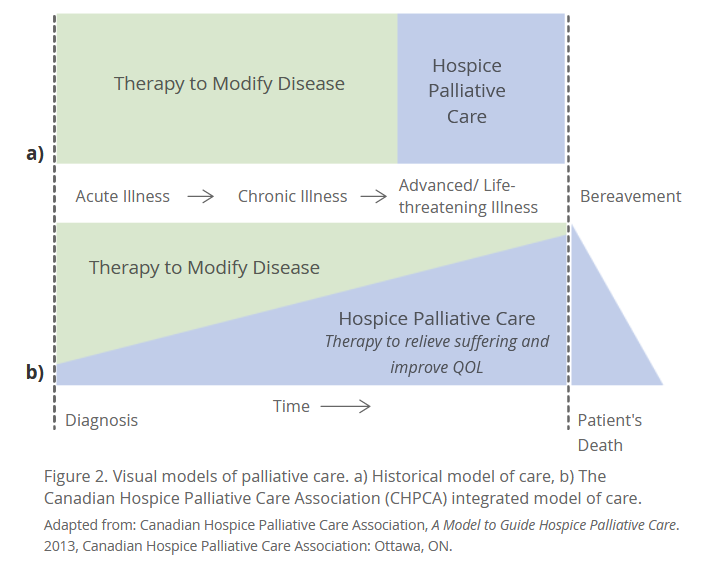 Therapy to Modify Disease
Hospice
Palliative
Care
a)
Acute Illness
Chronic Illness
Advanced/ Life-
threatening Illness
Bereavement
Therapy to Modify Disease
Hospice Palliative Care
Therapy to relieve suffering and
improve QOL
b)
Time
Diagnosis
Patient's
Death
Figure 2. Visual models of palliative care. a) Historical model of care, b) The
Canadian Hospice Palliative Care Association (CHPCA) integrated model of care.
Adapted from: Canadian Hospice Palliative Care Association, A Model to Guide Hospice Palliative Care.
2013, Canadian Hospice Palliative Care Association: Ottawa, ON.